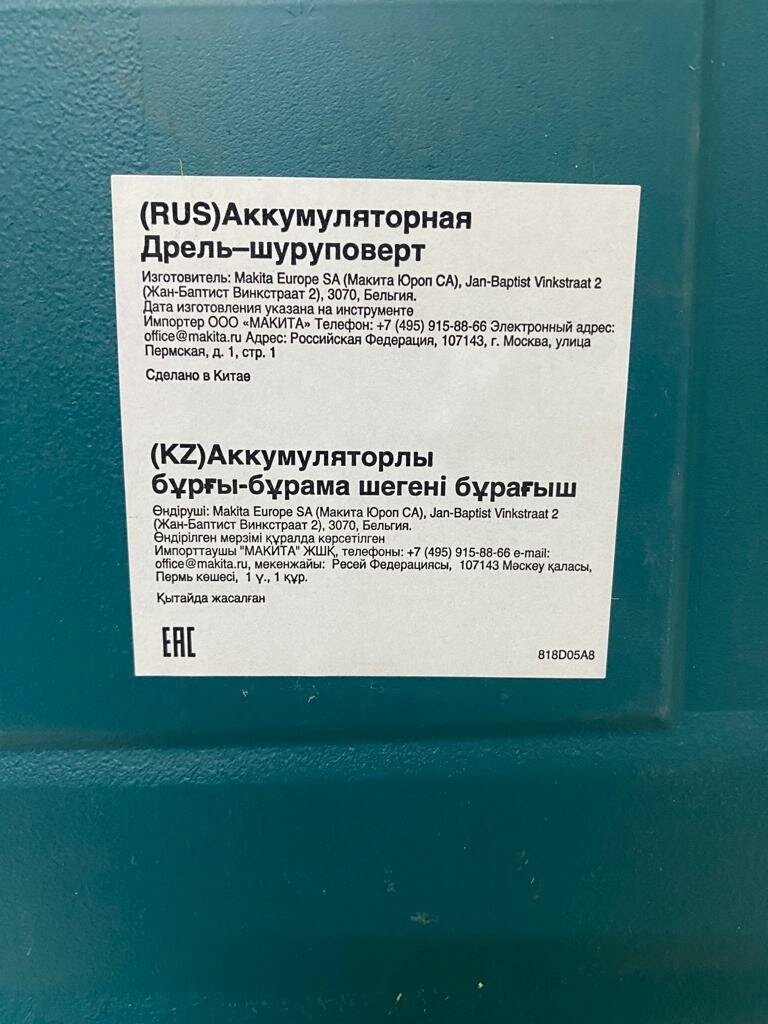 (RUS)Аккумуляторная
Дрель–шуруповерт
Изготовитель: Makita Europe SA (Макита Юроп СА), Jan-Baptist Vinkstraat 2
(Жан-Баптист Винкстраат 2), 3070, Бельгия.
Дата изготовления указана на инструменте
Импортер ООО «МАКИТА» Телефон: +7 (495) 915-88-66 Электронный адрес:
office@makita.ru Адрес: Российская Федерация, 107143, г. Москва, улица
Пермская, д. 1, стр. 1
Сделано в Китае
(KZ)Аккумуляторлы
бұрғы-бұрама шегені бұрағыш
Өндіруші: Makita Europe SA (Макита Юроп СА), Jan-Baptist Vinkstraat 2
(Жан-Баптист Винкстраат 2), 3070, Бельгия.
Өндірілген мерзімі құралда көрсетілген
Импорттаушы "МАКИТА" ЖШҚ, телефоны: +7 (495) 915-88-66 e-mail:
office@makita.ru, мекенжайы: Ресей Федерациясы, 107143 Мәскеу қаласы,
Пермь көшесі, 1 ү., 1 құр.
Қытайда жасалған
EAC
818D05A8